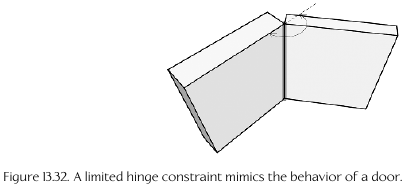 Figure 13.32. A limited hinge constraint mimics the behavior of a door.